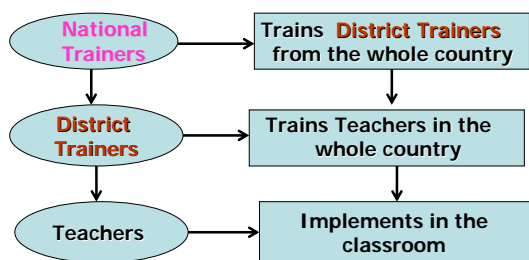 National
Trainers
Trains District Trainers
from the whole country
District
Trainers
Trains Teachers in the
whole country
Teachers
Implements in the
classroom